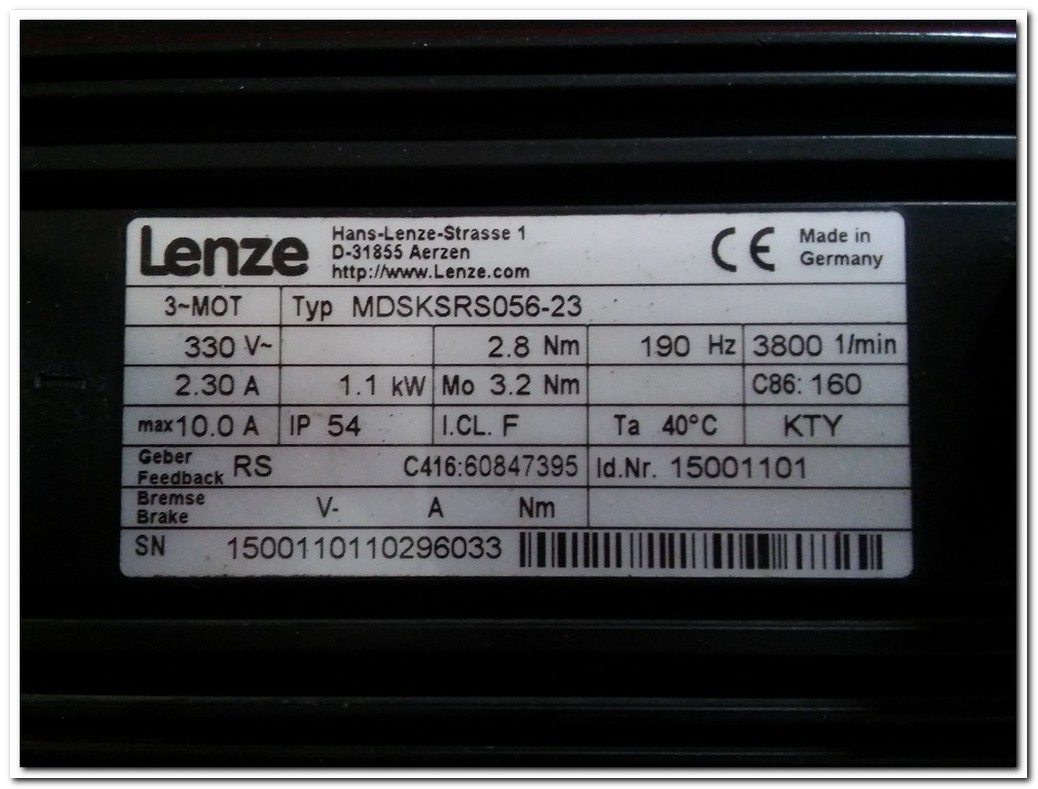 Lenze
Hans-Lenze-Strasse 1
D-31855 Aerzen
http://www.Lenze.com
CE
Made in
Germany
3~MOT Typ MDSKSRS056-23
330 V~ 2.8 Nm 190 Hz 3800 1/min
2.30 A 1.1 kW Mo 3.2 Nm C86: 160
max 10.0 A IP 54 I.CL. F Ta 40°C KTY
Geber
Feedback RS C416:60847395 Id.Nr. 15001101
Bremse
Brake V- A Nm
SN 1500110110296033